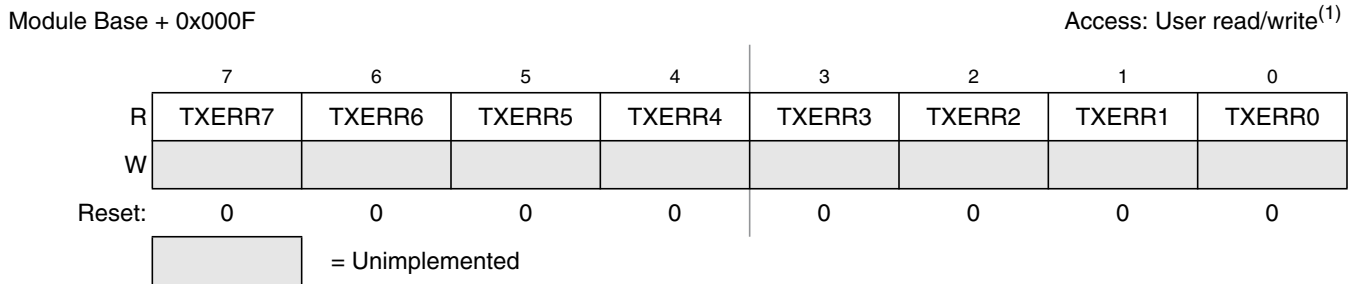 Module Base + 0x000F Access: User read/write(1)
7 6 5 4 3 2 1 0
R TXERR7 TXERR6 TXERR5 TXERR4 TXERR3 TXERR2 TXERR1 TXERR0
W
Reset: 0 0 0 0 0 0 0 0
= Unimplemented